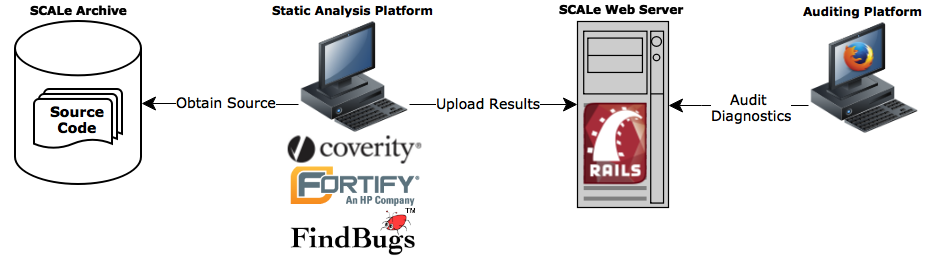 SCALe Archive
Static Analysis Platform
SCALe Web Server
Auditing Platform
Source
Code
Obtain Source
Upload Results
Audit
Diagnostics
coverity®
FORTIFY®
An HP Company
FindBugs™
RAILS